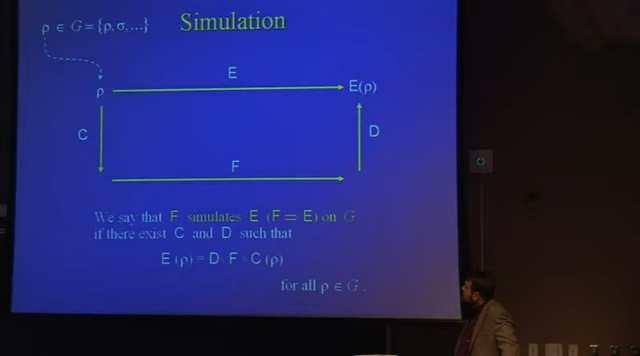 ρ ∈ G = {ρ, σ, ...}
Simulation
E
ρ
E(ρ)
C
D
F
We say that F simulates E (F ⇒ E) on G
if there exist C and D such that
E (ρ) = D ∘ F ∘ C (ρ)
for all ρ ∈ G .